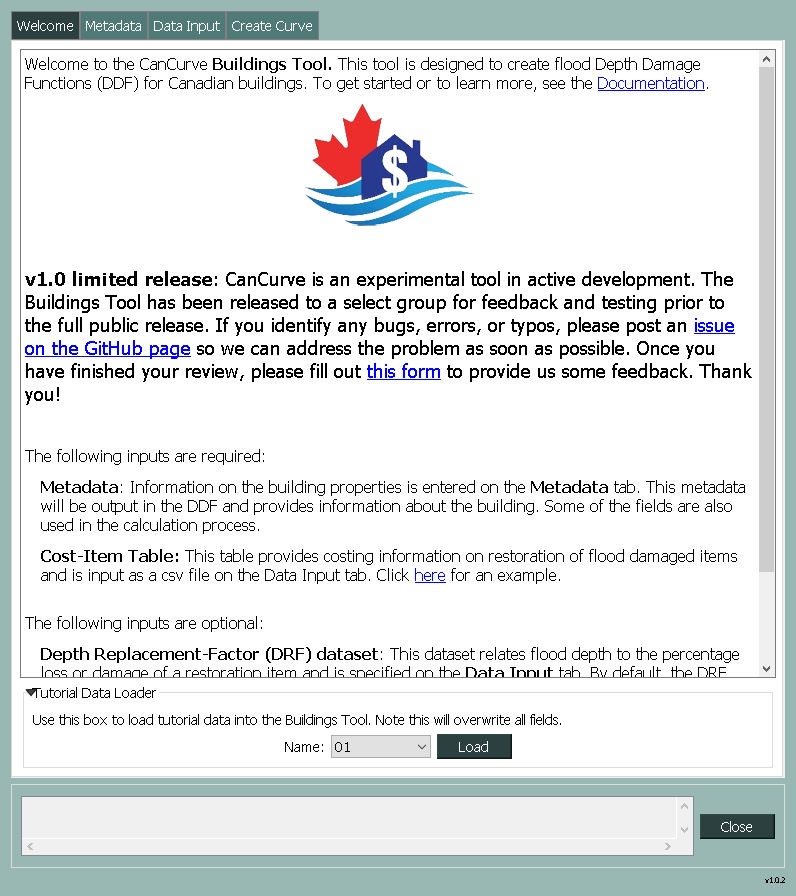 Welcome Metadata Data Input Create Curve
Welcome to the CanCurve Buildings Tool. This tool is designed to create flood Depth Damage
Functions (DDF) for Canadian buildings. To get started or to learn more, see the Documentation.
$
v1.0 limited release: CanCurve is an experimental tool in active development. The
Buildings Tool has been released to a select group for feedback and testing prior to
the full public release. If you identify any bugs, errors, or typos, please post an issue
on the GitHub page so we can address the problem as soon as possible. Once you
have finished your review, please fill out this form to provide us some feedback. Thank
you!
The following inputs are required:
Metadata: Information on the building properties is entered on the Metadata tab. This metadata
will be output in the DDF and provides information about the building. Some of the fields are also
used in the calculation process.
Cost-Item Table: This table provides costing information on restoration of flood damaged items
and is input as a csv file on the Data Input tab. Click here for an example.
The following inputs are optional:
Depth Replacement-Factor (DRF) dataset: This dataset relates flood depth to the percentage
loss or damage of a restoration item and is specified on the Data Input tab. By default, the DRF
Tutorial Data Loader
Use this box to load tutorial data into the Buildings Tool. Note this will overwrite all fields.
Name: 01 Load
Close
v1.0.2